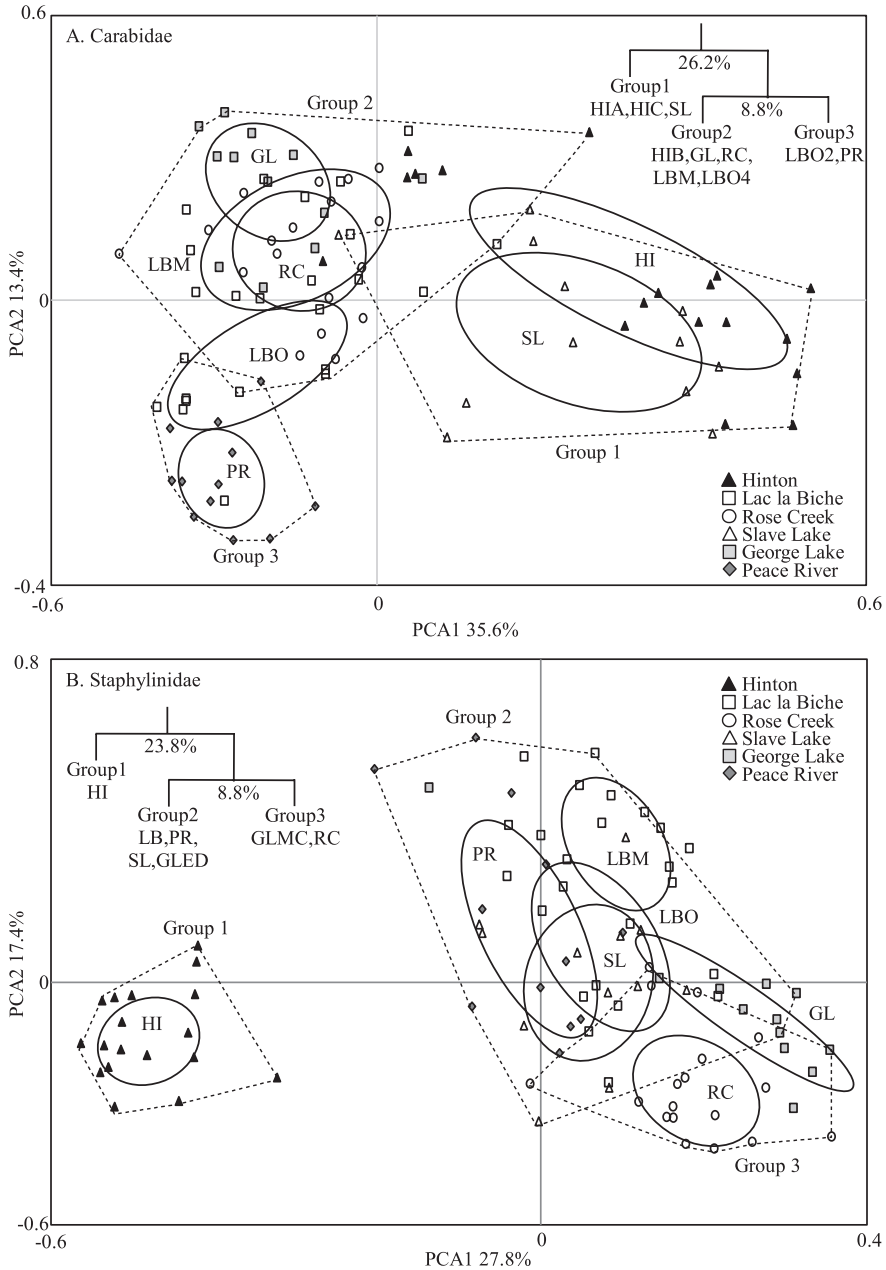 0.6
A. Carabidae
26.2%
Group1
HIA,HIC,SL
8.8%
Group2
HIB,GL,RC,
LBM,LBO4
Group3
LBO2,PR
Group 2
GL
LBM
RC
HI
SL
LBO
PR
Group 1
Group 3
PCA2 13.4%
0
Hinton
Lac la Biche
Rose Creek
Slave Lake
George Lake
Peace River
-0.4
-0.6
0
0.6
PCA1 35.6%
0.8
B. Staphylinidae
23.8%
Group1
HI
8.8%
Group2
LB,PR,
SL,GLED
Group3
GLMC,RC
Hinton
Lac la Biche
Rose Creek
Slave Lake
George Lake
Peace River
Group 2
PR
LBM
LBO
SL
Group 1
HI
GL
RC
Group 3
PCA2 17.4%
0
-0.6
-0.6
0
0.4
PCA1 27.8%